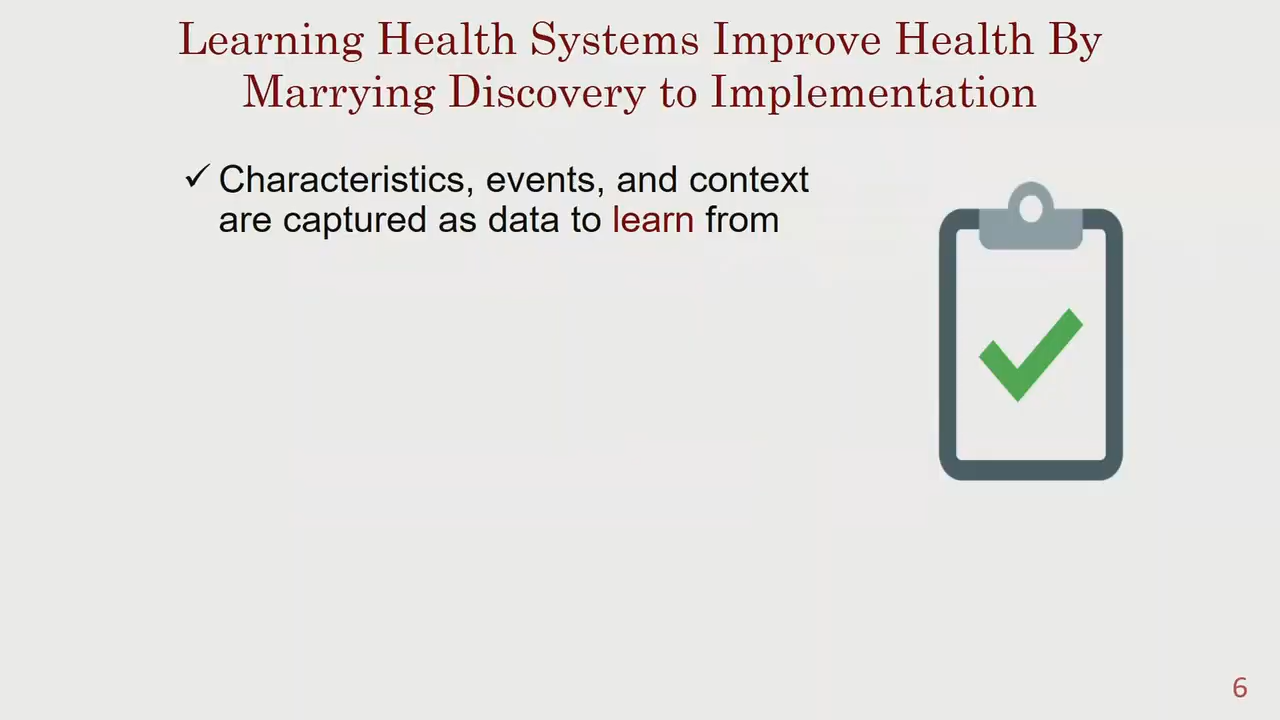 Learning Health Systems Improve Health By
Marrying Discovery to Implementation
✓ Characteristics, events, and context
are captured as data to learn from
6